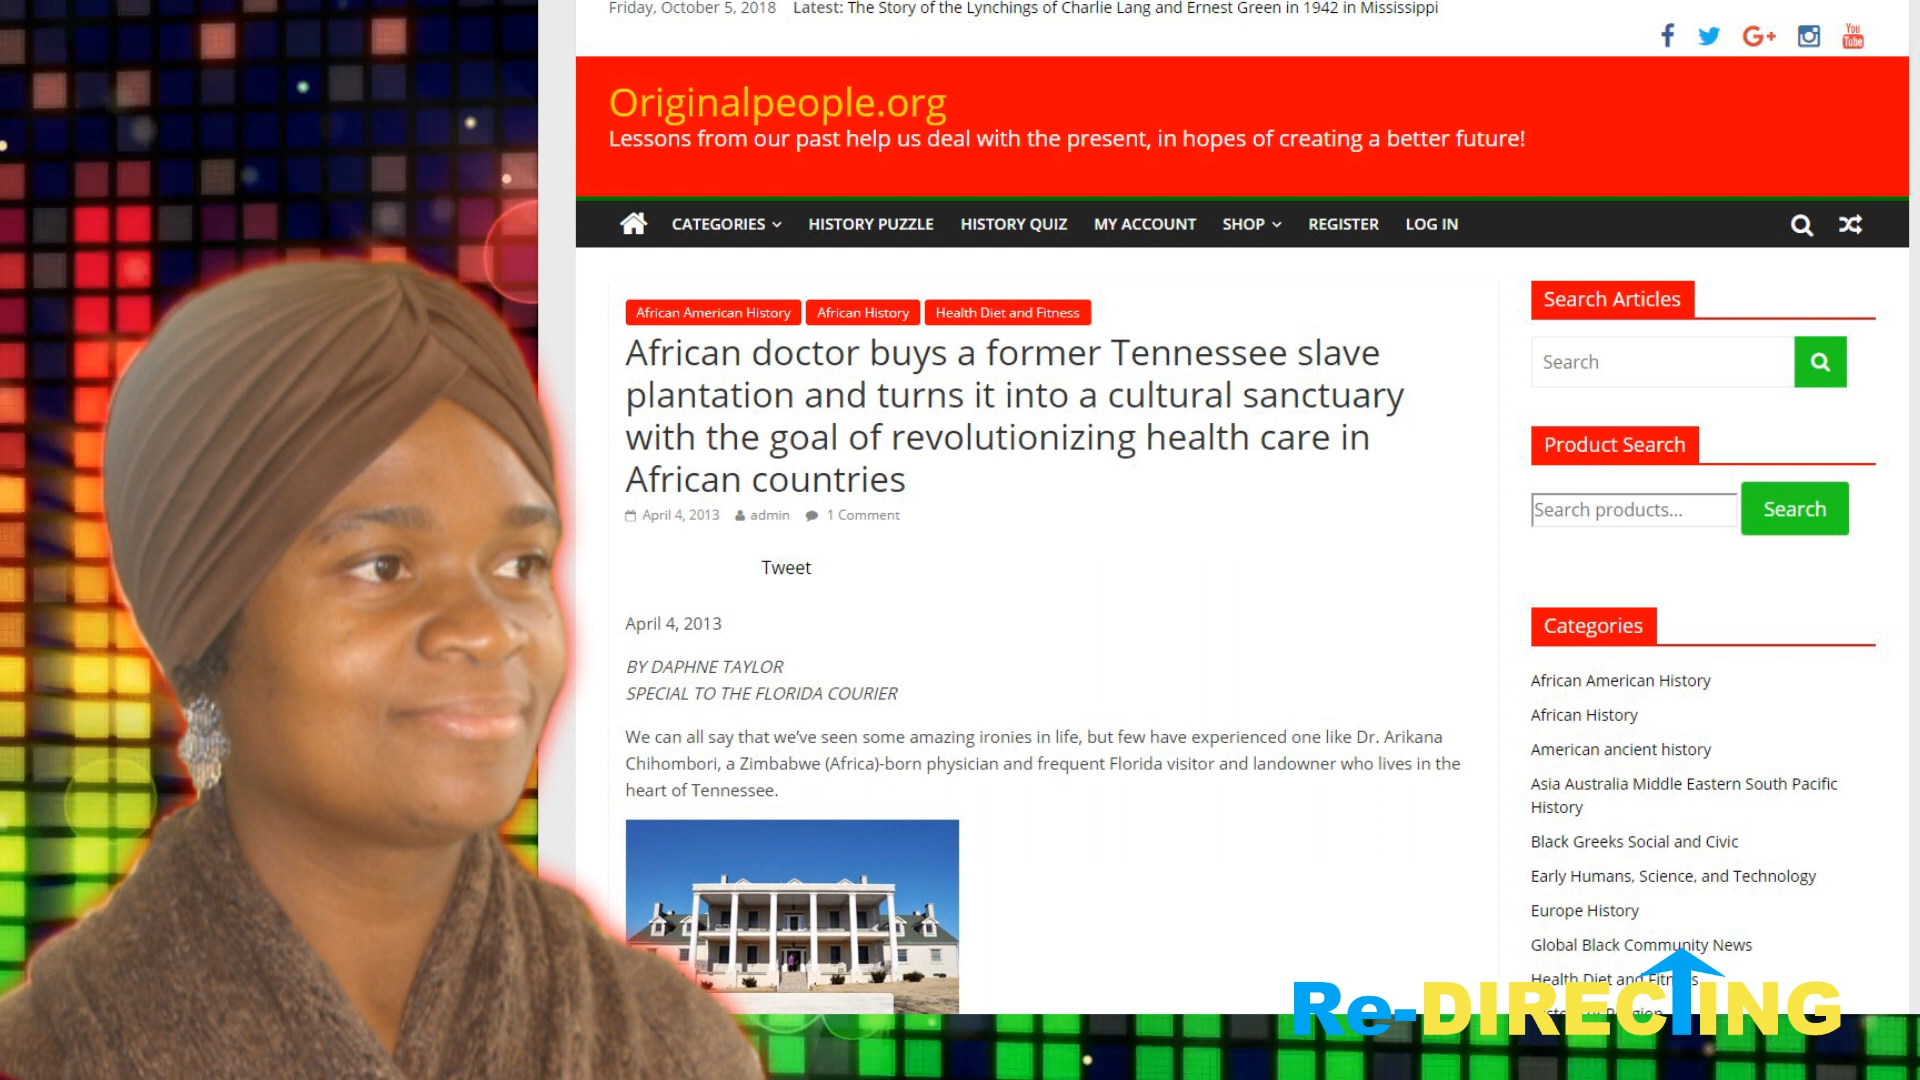 Friday, October 5, 2018 Latest: The Story of the Lynchings of Charlie Lang and Ernest Green in 1942 in Mississippi
You
Tube
Originalpeople.org
Lessons from our past help us deal with the present, in hopes of creating a better future!
CATEGORIES HISTORY PUZZLE HISTORY QUIZ MY ACCOUNT SHOP REGISTER LOG IN
African American History African History Health Diet and Fitness
African doctor buys a former Tennessee slave
plantation and turns it into a cultural sanctuary
with the goal of revolutionizing health care in
African countries
April 4, 2013 admin 1 Comment
Tweet
April 4, 2013
BY DAPHNE TAYLOR
SPECIAL TO THE FLORIDA COURIER
We can all say that we've seen some amazing ironies in life, but few have experienced one like Dr. Arikana
Chihombori, a Zimbabwe (Africa)-born physician and frequent Florida visitor and landowner who lives in the
heart of Tennessee.
Search Articles
Search
Product Search
Search products... Search
Categories
African American History
African History
American ancient history
Asia Australia Middle Eastern South Pacific
History
Black Greeks Social and Civic
Early Humans, Science, and Technology
Europe History
Global Black Community News
Health Diet and Fitness
Re-DIRECTING